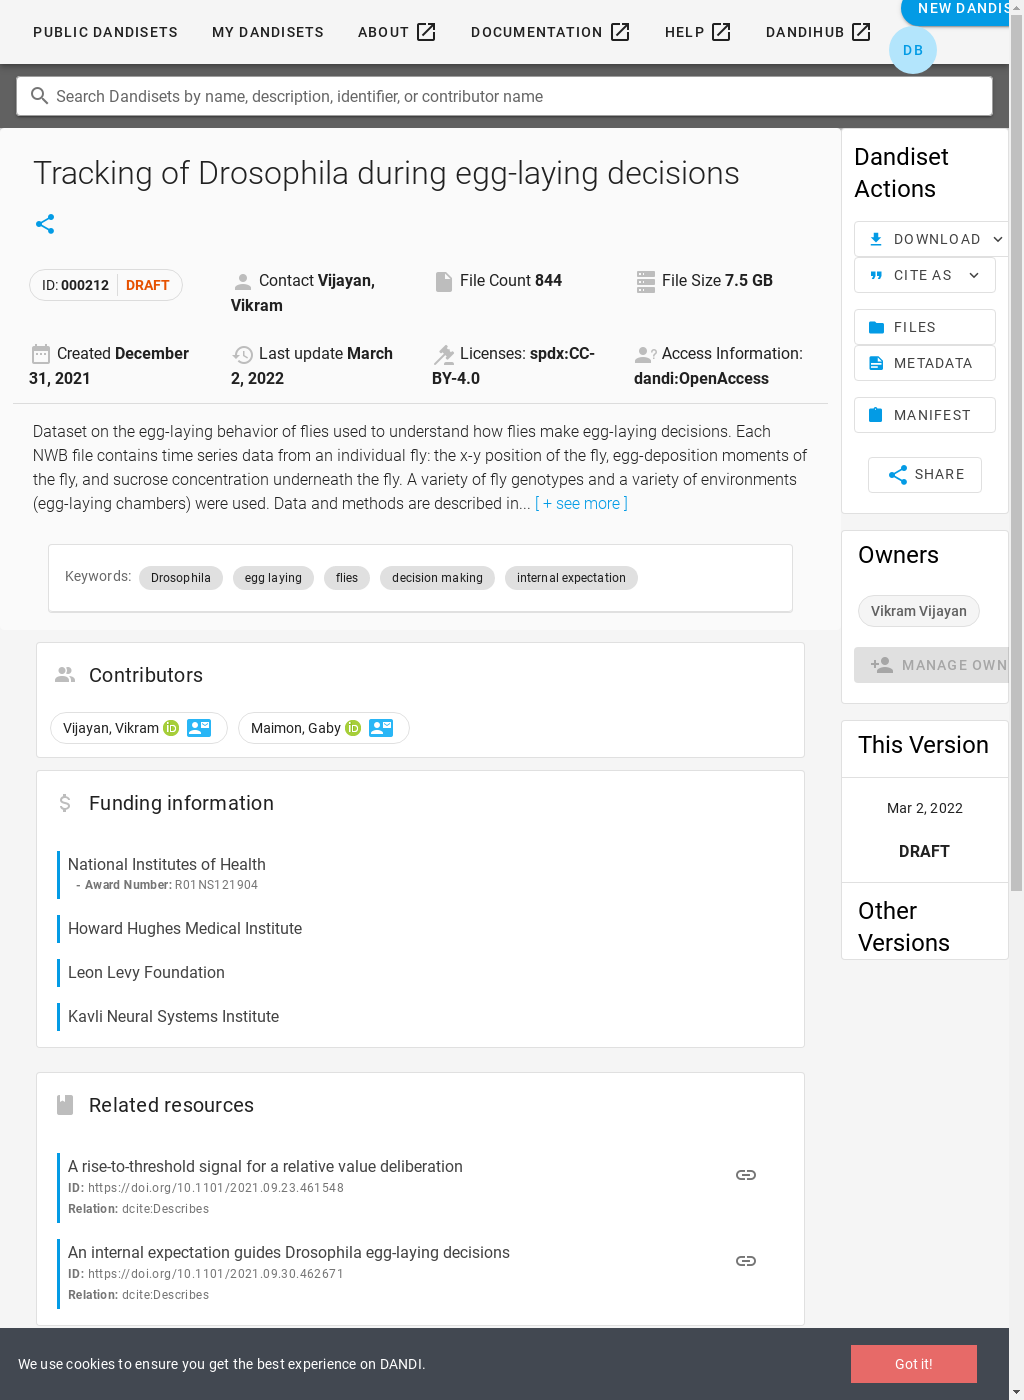 PUBLIC DANDISETS MY DANDISETS ABOUT DOCUMENTATION HELP DANDIHUB NEW DANDIS
DB
Search Dandisets by name, description, identifier, or contributor name
Tracking of Drosophila during egg-laying decisions
ID: 000212 DRAFT
Contact Vijayan,
Vikram
File Count 844
File Size 7.5 GB
Created December
31, 2021
Last update March
2, 2022
Licenses: spdx:CC-
BY-4.0
Access Information:
dandi:OpenAccess
Dataset on the egg-laying behavior of flies used to understand how flies make egg-laying decisions. Each
NWB file contains time series data from an individual fly: the x-y position of the fly, egg-deposition moments of
the fly, and sucrose concentration underneath the fly. A variety of fly genotypes and a variety of environments
(egg-laying chambers) were used. Data and methods are described in... [ + see more ]
Keywords: Drosophila egg laying flies decision making internal expectation
Contributors
Vijayan, Vikram iD Maimon, Gaby iD
Funding information
National Institutes of Health
- Award Number: R01NS121904
Howard Hughes Medical Institute
Leon Levy Foundation
Kavli Neural Systems Institute
Related resources
A rise-to-threshold signal for a relative value deliberation
ID: https://doi.org/10.1101/2021.09.23.461548
Relation: dcite:Describes
An internal expectation guides Drosophila egg-laying decisions
ID: https://doi.org/10.1101/2021.09.30.462671
Relation: dcite:Describes
Dandiset
Actions
DOWNLOAD
CITE AS
FILES
METADATA
MANIFEST
SHARE
Owners
Vikram Vijayan
MANAGE OWN
This Version
Mar 2, 2022
DRAFT
Other
Versions
We use cookies to ensure you get the best experience on DANDI.
Got it!